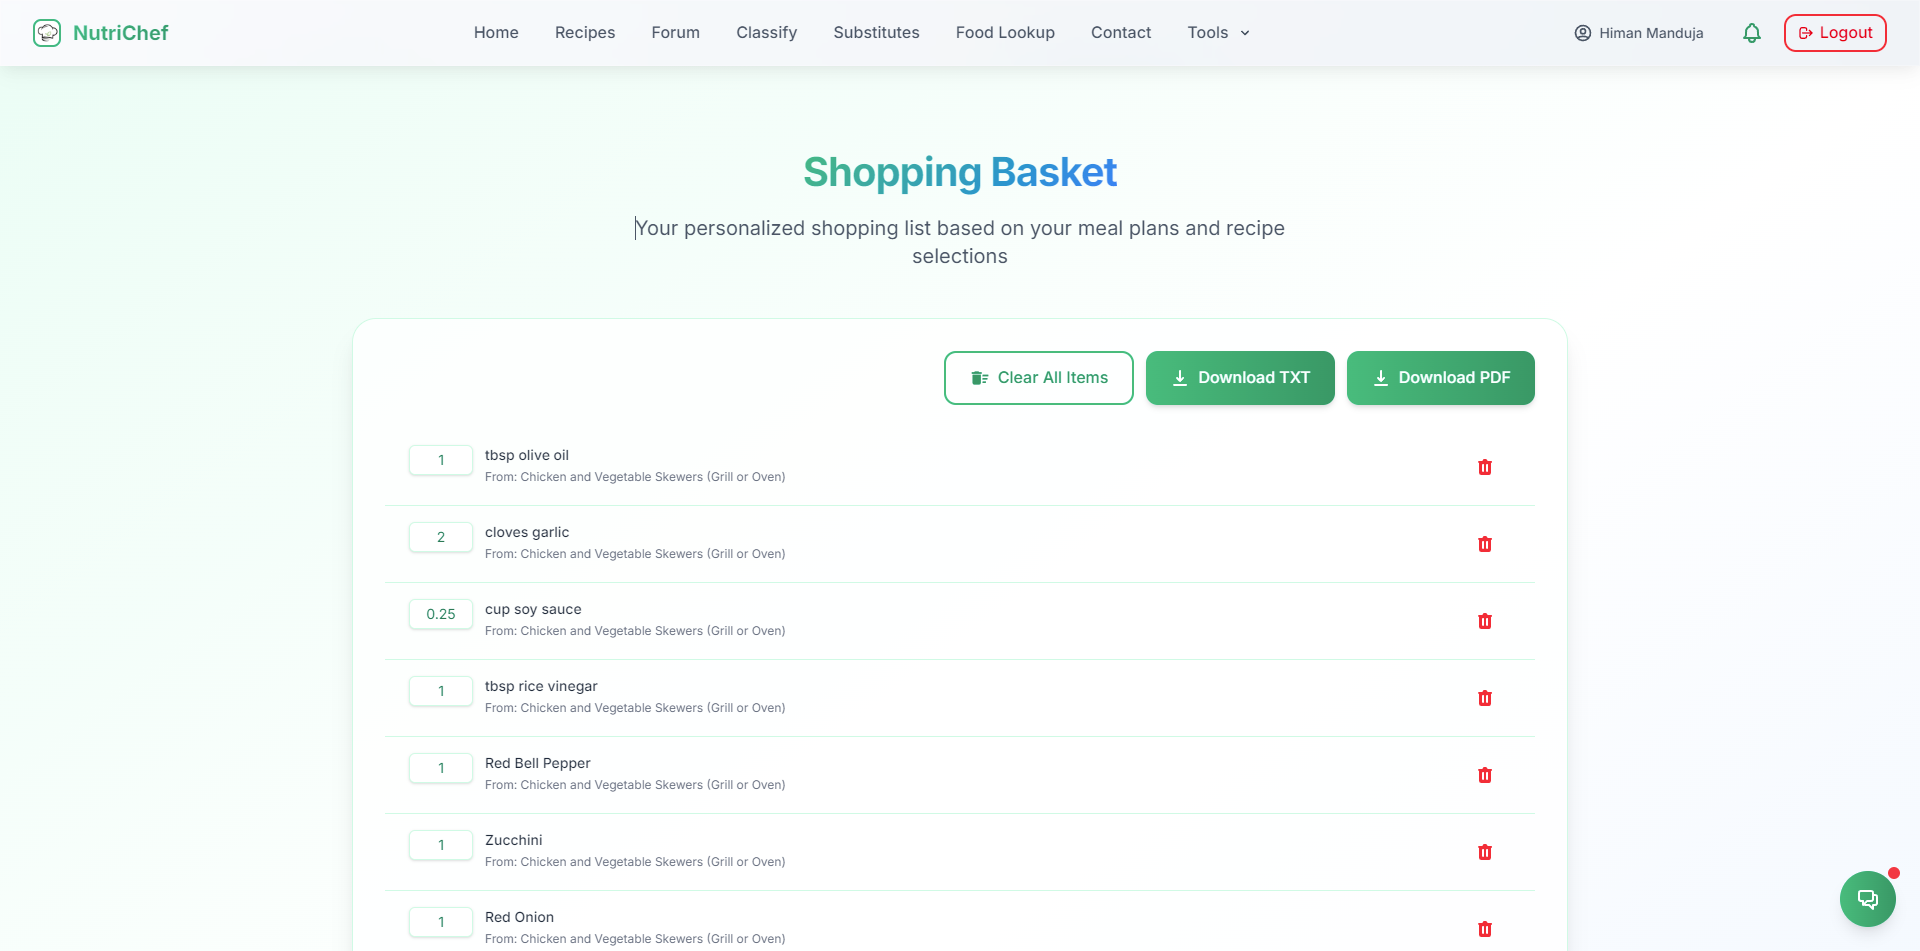 NutriChef
Home Recipes Forum Classify Substitutes Food Lookup Contact Tools
Himan Manduja
Logout
Shopping Basket
Your personalized shopping list based on your meal plans and recipe
selections
Clear All Items Download TXT Download PDF
1 tbsp olive oil
From: Chicken and Vegetable Skewers (Grill or Oven)
2 cloves garlic
From: Chicken and Vegetable Skewers (Grill or Oven)
0.25 cup soy sauce
From: Chicken and Vegetable Skewers (Grill or Oven)
1 tbsp rice vinegar
From: Chicken and Vegetable Skewers (Grill or Oven)
1 Red Bell Pepper
From: Chicken and Vegetable Skewers (Grill or Oven)
1 Zucchini
From: Chicken and Vegetable Skewers (Grill or Oven)
1 Red Onion
From: Chicken and Vegetable Skewers (Grill or Oven)